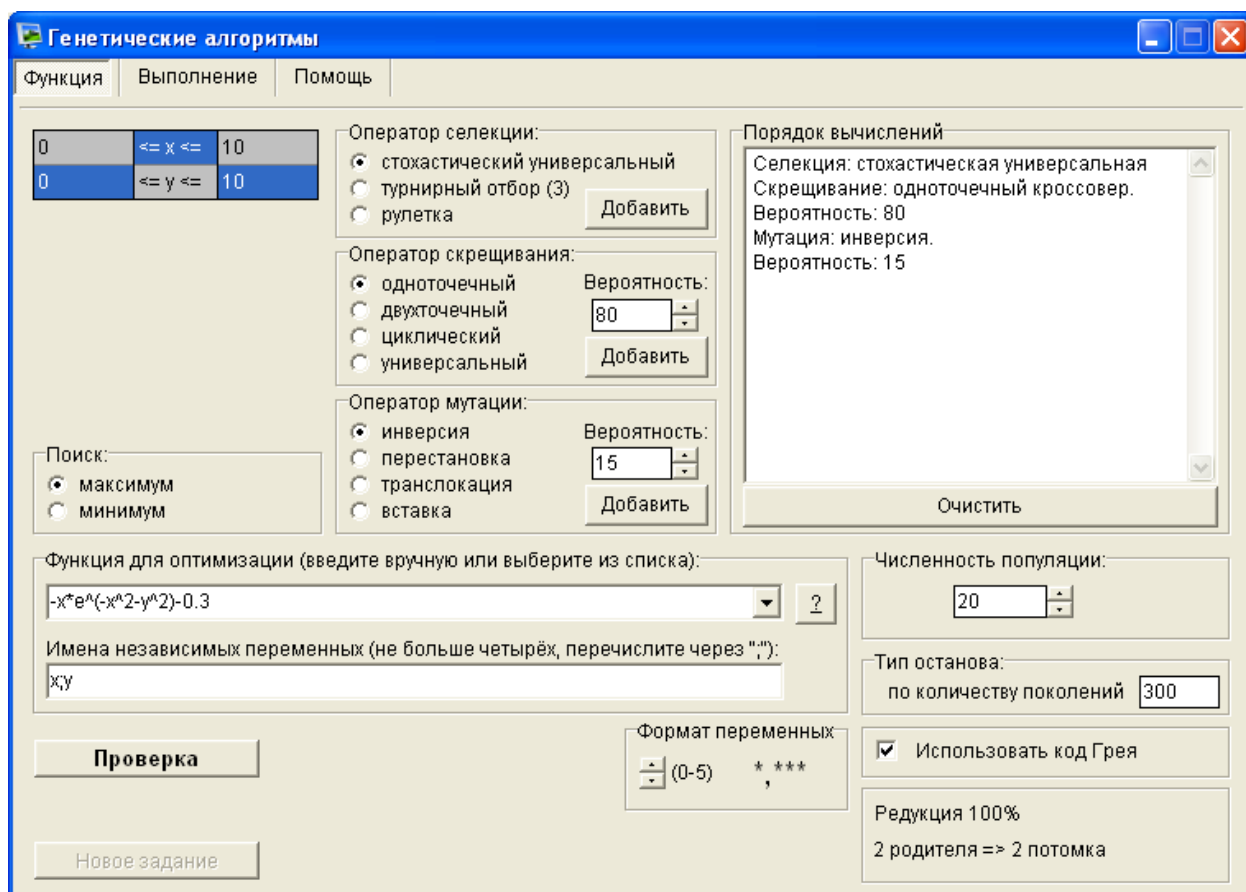 Генетические алгоритмы
Функция Выполнение Помощь
0 <= x <= 10
0 <= y <= 10
Поиск:
максимум
минимум
Оператор селекции:
стохастический универсальный
турнирный отбор (3)
рулетка
Добавить
Оператор скрещивания:
одноточечный
двухточечный
циклический
универсальный
Вероятность:
80
Добавить
Оператор мутации:
инверсия
перестановка
транслокация
вставка
Вероятность:
15
Добавить
Порядок вычислений
Селекция: стохастическая универсальная
Скрещивание: одноточечный кроссовер.
Вероятность: 80
Мутация: инверсия.
Вероятность: 15
Очистить
Функция для оптимизации (введите вручную или выберите из списка):
-x*e^(-x^2-y^2)-0.3
?
Имена независимых переменных (не больше четырёх, перечислите через ";"):
x;y
Численность популяции:
20
Тип останова:
по количеству поколений 300
Проверка
Формат переменных
(0-5) *,***
Использовать код Грея
Редукция 100%
2 родителя => 2 потомка
Новое задание